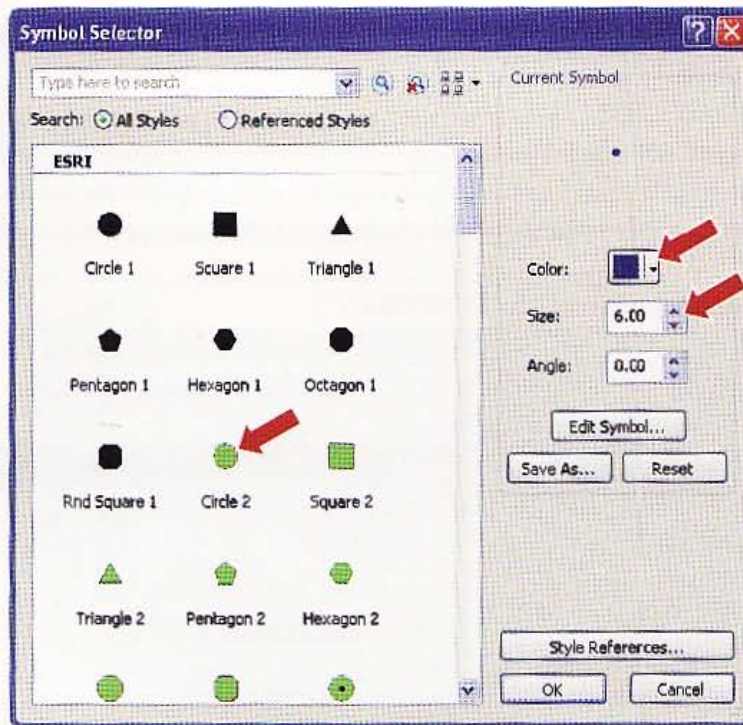 Symbol Selector
Type here to search
Current Symbol
Search: All Styles Referenced Styles
ESRI
Circle 1 Scuare 1 Triangle 1
Color:
Size: 6.00
Pentagon 1 Hexagon 1 Octagon 1
Angle: 0.00
Edit Symbol...
Save As... Reset
Rnd Square 1 Circle 2 Square 2
Triangle 2 Pentagon 2 Hexagon 2
Style References...
OK Cancel